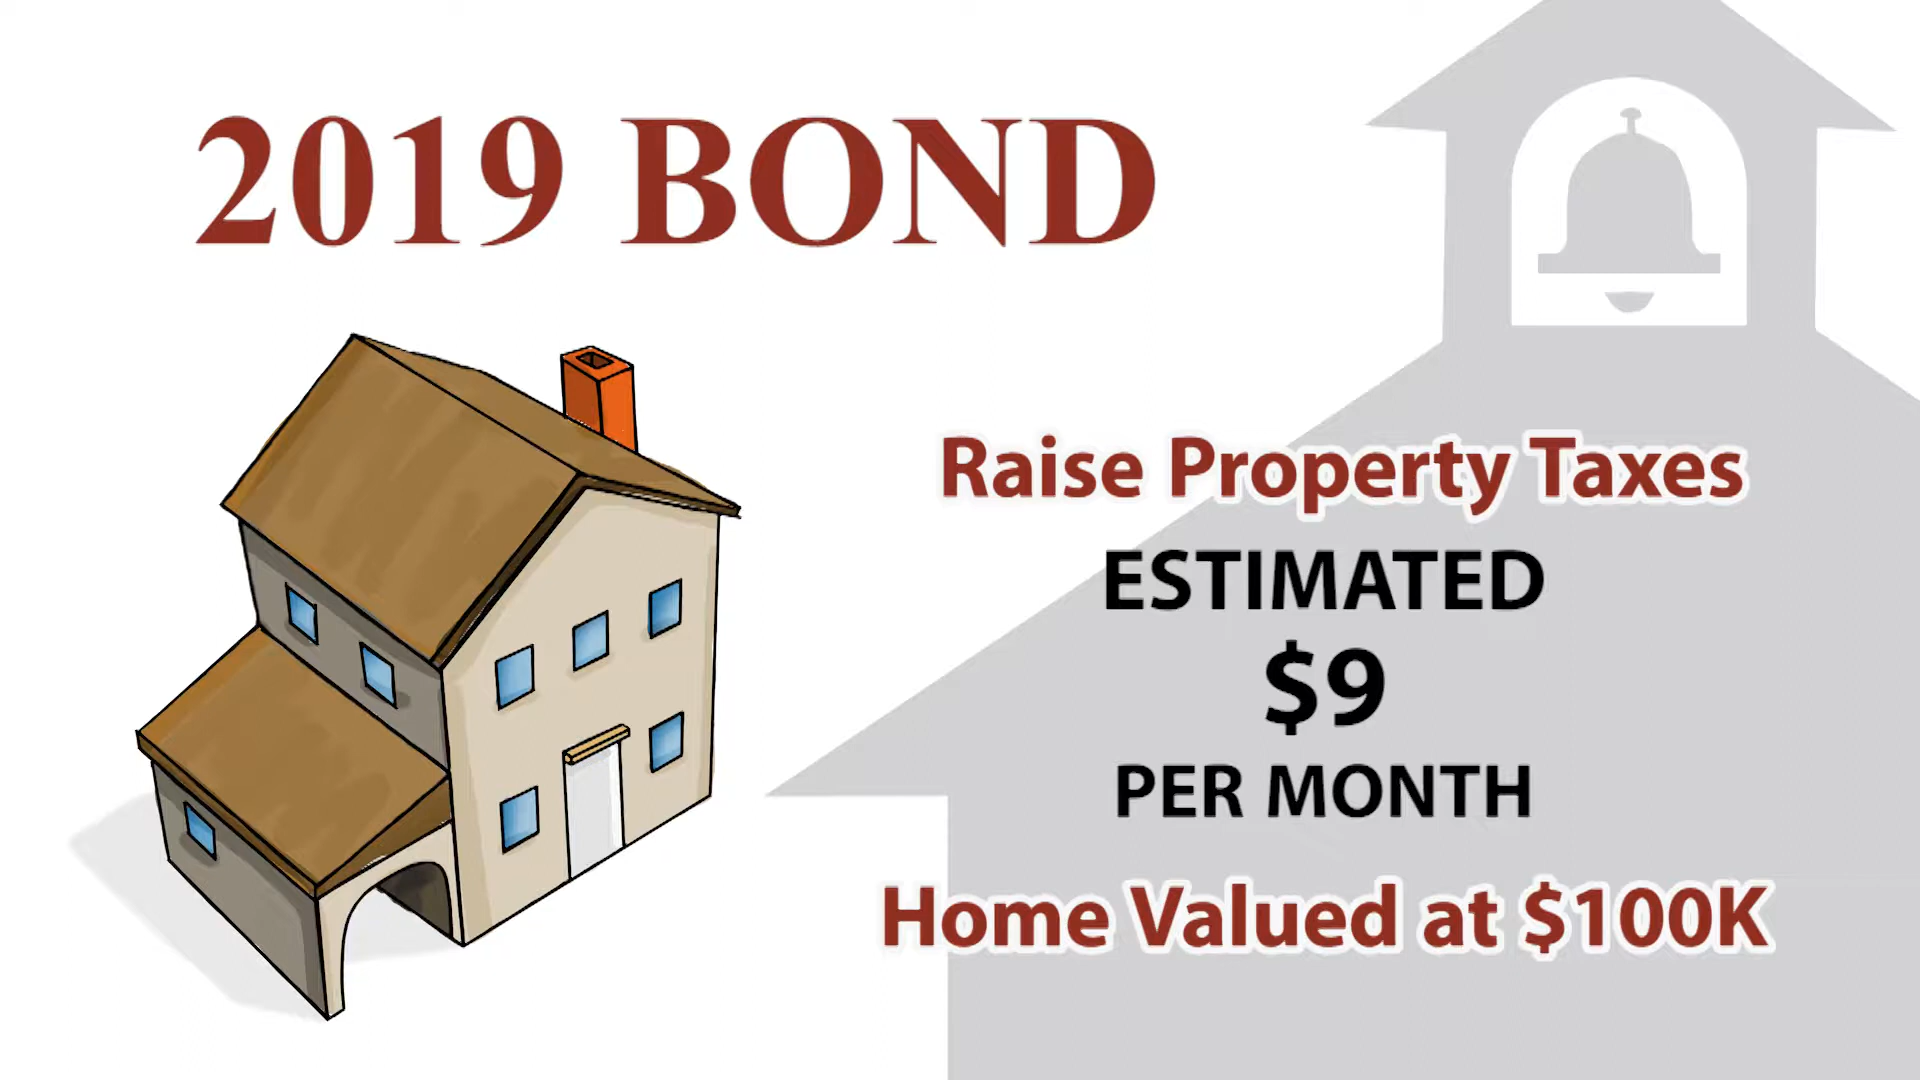 2019 BOND
Raise Property Taxes
ESTIMATED
$9
PER MONTH
Home Valued at $100K